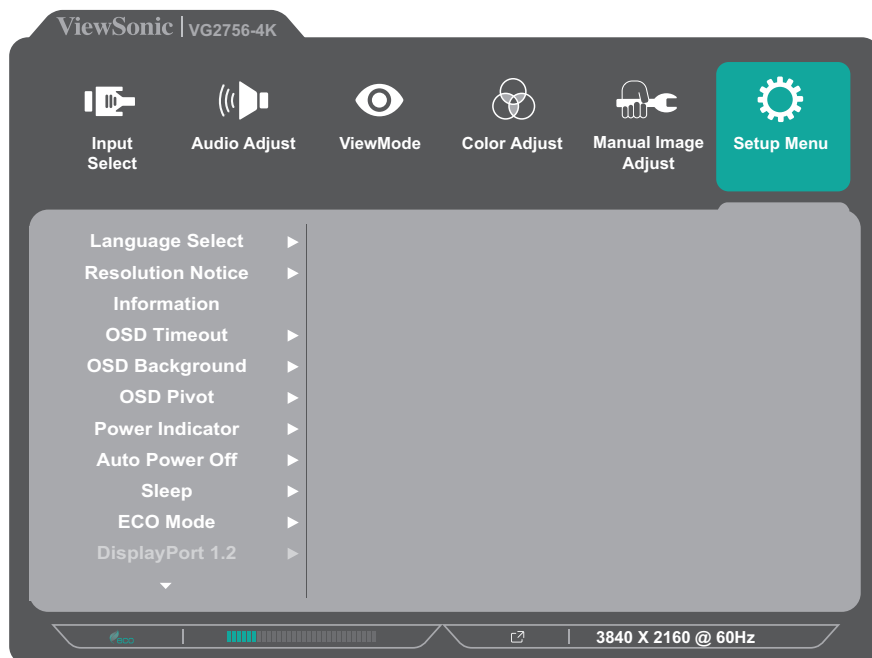 ViewSonic | VG2756-4K
Input
Select
Audio Adjust
ViewMode
Color Adjust
Manual Image
Adjust
Setup Menu
Language Select
Resolution Notice
Information
OSD Timeout
OSD Background
OSD Pivot
Power Indicator
Auto Power Off
Sleep
ECO Mode
DisplayPort 1.2
eco
3840 X 2160 @ 60Hz